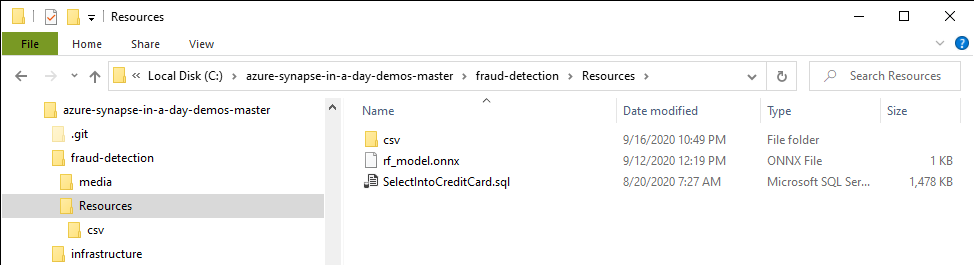 Resources
File Home Share View
Local Disk (C:) azure-synapse-in-a-day-demos-master fraud-detection Resources Search Resources
azure-synapse-in-a-day-demos-master
.git
fraud-detection
media
Resources
csv
infrastructure
Name Date modified Type Size
csv 9/16/2020 10:49 PM File folder
rf_model.onnx 9/12/2020 12:19 PM ONNX File 1 KB
SelectIntoCreditCard.sql 8/20/2020 7:27 AM Microsoft SQL Ser... 1,478 KB